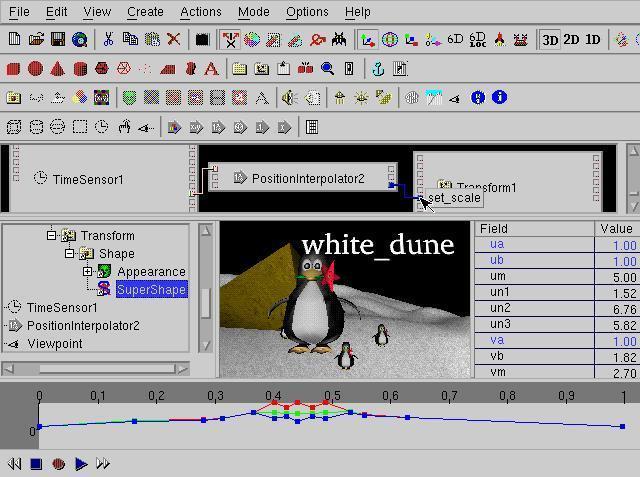 File Edit View Create Actions Mode Options Help
6D 6D LOC 3D 2D 1D
A
TimeSensor1
PositionInterpolator2
Transform1
set_scale
Transform
Shape
Appearance
SuperShape
TimeSensor1
PositionInterpolator2
Viewpoint
white_dune
Field Value
ua 1.00
ub 1.00
um 5.00
un1 1.52
un2 6.76
un3 5.82
va 1.00
vb 1.82
vm 2.70
0 0,1 0,2 0,3 0,4 0,5 0,6 0,7 0,8 0,9 1
0